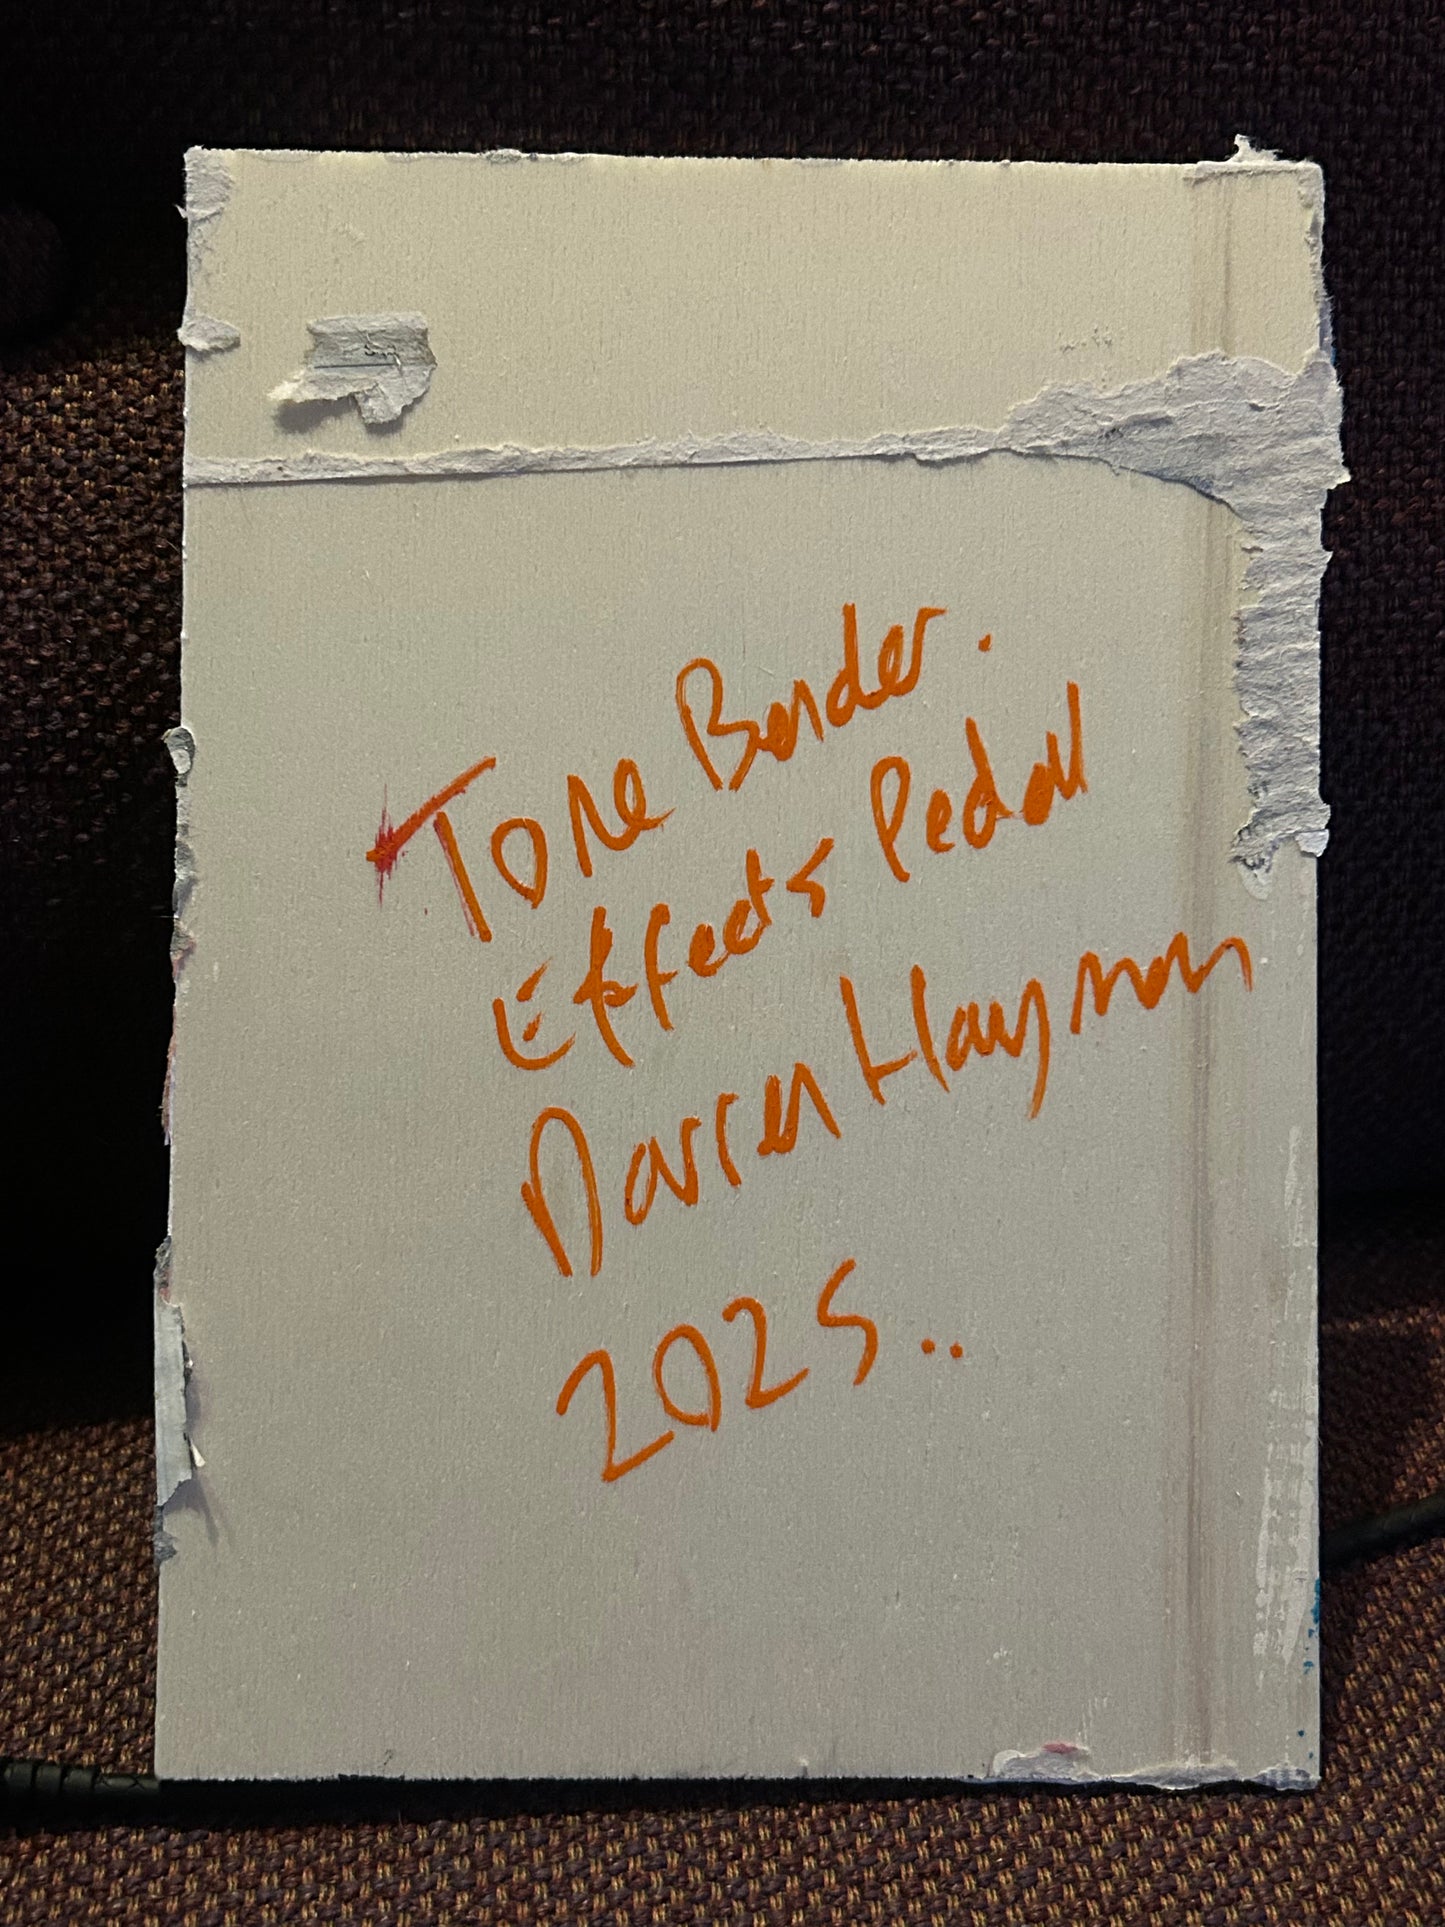 Tone Bender.
Effects Pedal
Darren Hayman
2025..